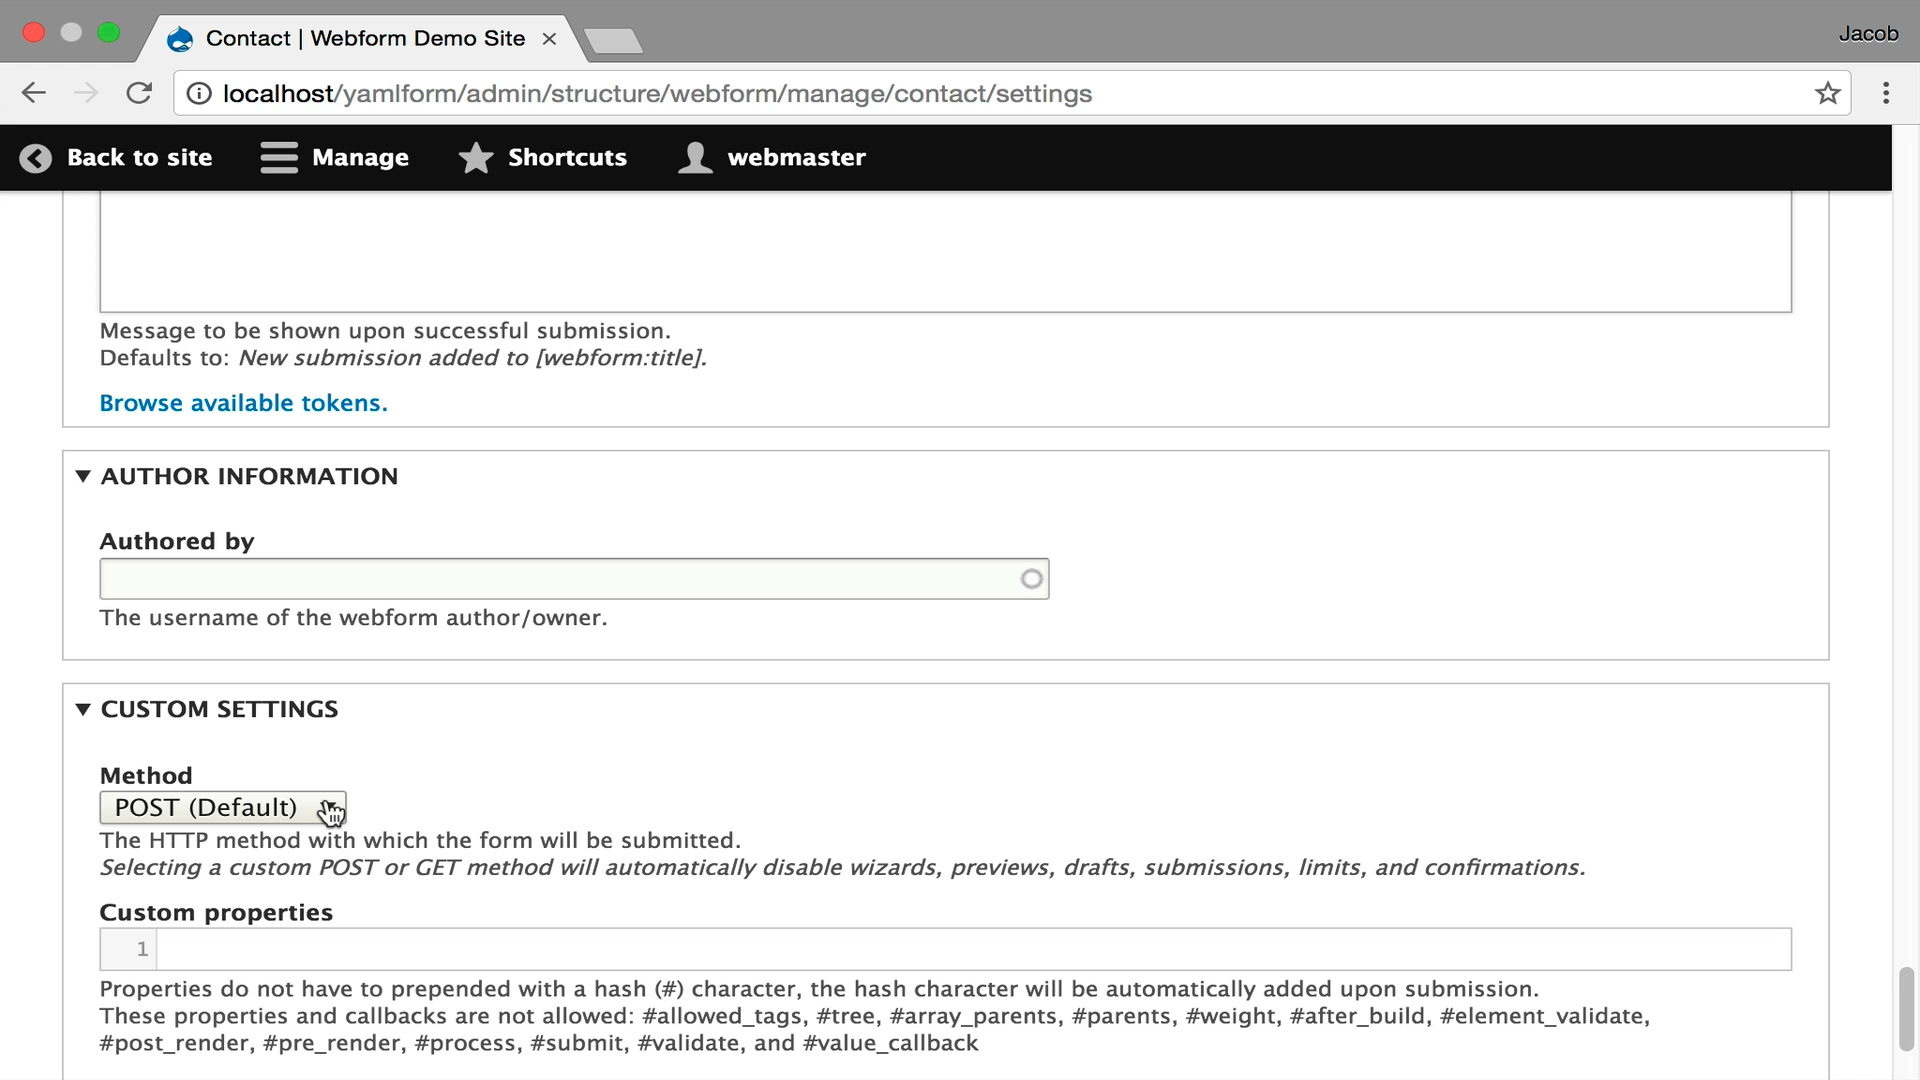 Contact | Webform Demo Site
Jacob
localhost/yamlform/admin/structure/webform/manage/contact/settings
Back to site Manage Shortcuts webmaster
Message to be shown upon successful submission.
Defaults to: New submission added to [webform:title].
Browse available tokens.
AUTHOR INFORMATION
Authored by
The username of the webform author/owner.
CUSTOM SETTINGS
Method
POST (Default)
The HTTP method with which the form will be submitted.
Selecting a custom POST or GET method will automatically disable wizards, previews, drafts, submissions, limits, and confirmations.
Custom properties
1
Properties do not have to prepended with a hash (#) character, the hash character will be automatically added upon submission.
These properties and callbacks are not allowed: #allowed_tags, #tree, #array_parents, #parents, #weight, #after_build, #element_validate,
#post_render, #pre_render, #process, #submit, #validate, and #value_callback